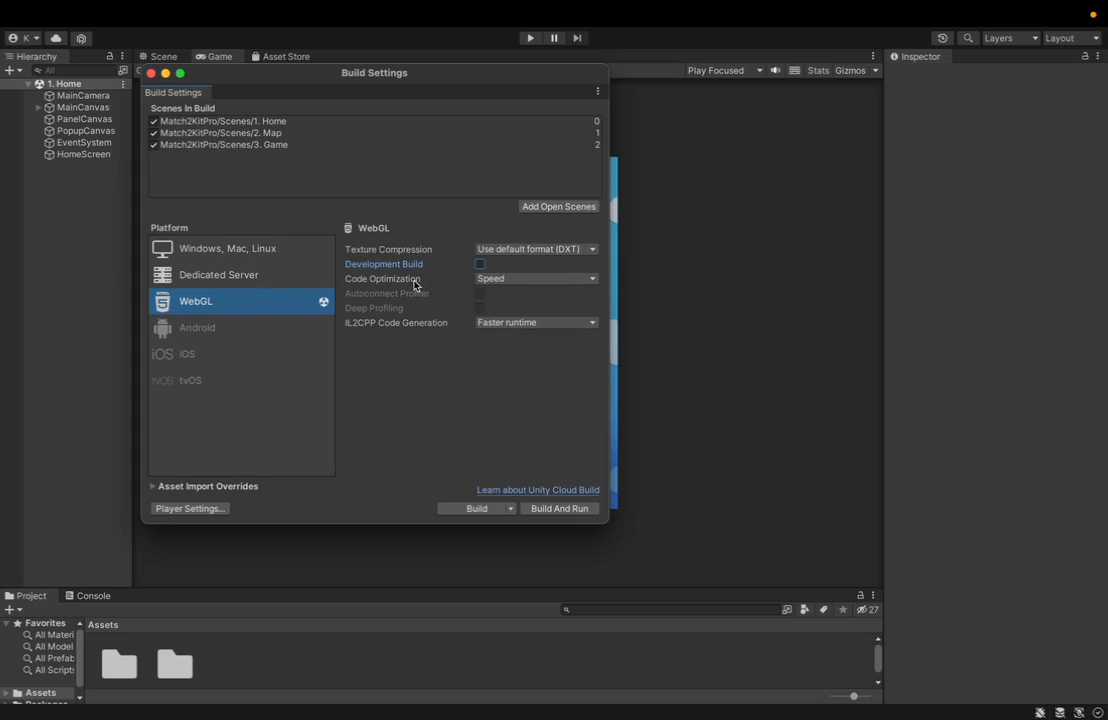 K
Layers
Layout
Hierarchy
Scene
Game
Asset Store
Inspector
All
Play Focused
Stats
Gizmos
1. Home
MainCamera
MainCanvas
PanelCanvas
PopupCanvas
EventSystem
HomeScreen
Build Settings
Build Settings
Scenes In Build
Match2KitPro/Scenes/1. Home 0
Match2KitPro/Scenes/2. Map 1
Match2KitPro/Scenes/3. Game 2
Add Open Scenes
Platform
Windows, Mac, Linux
Dedicated Server
WebGL
Android
iOS iOS
tvOS tvOS
WebGL
Texture Compression Use default format (DXT)
Development Build
Code Optimization Speed
Autoconnect Profiler
Deep Profiling
IL2CPP Code Generation Faster runtime
Asset Import Overrides
Learn about Unity Cloud Build
Player Settings...
Build
Build And Run
Project
Console
27
Favorites
All Materi
All Model
All Prefab
All Scripts
Assets
Assets